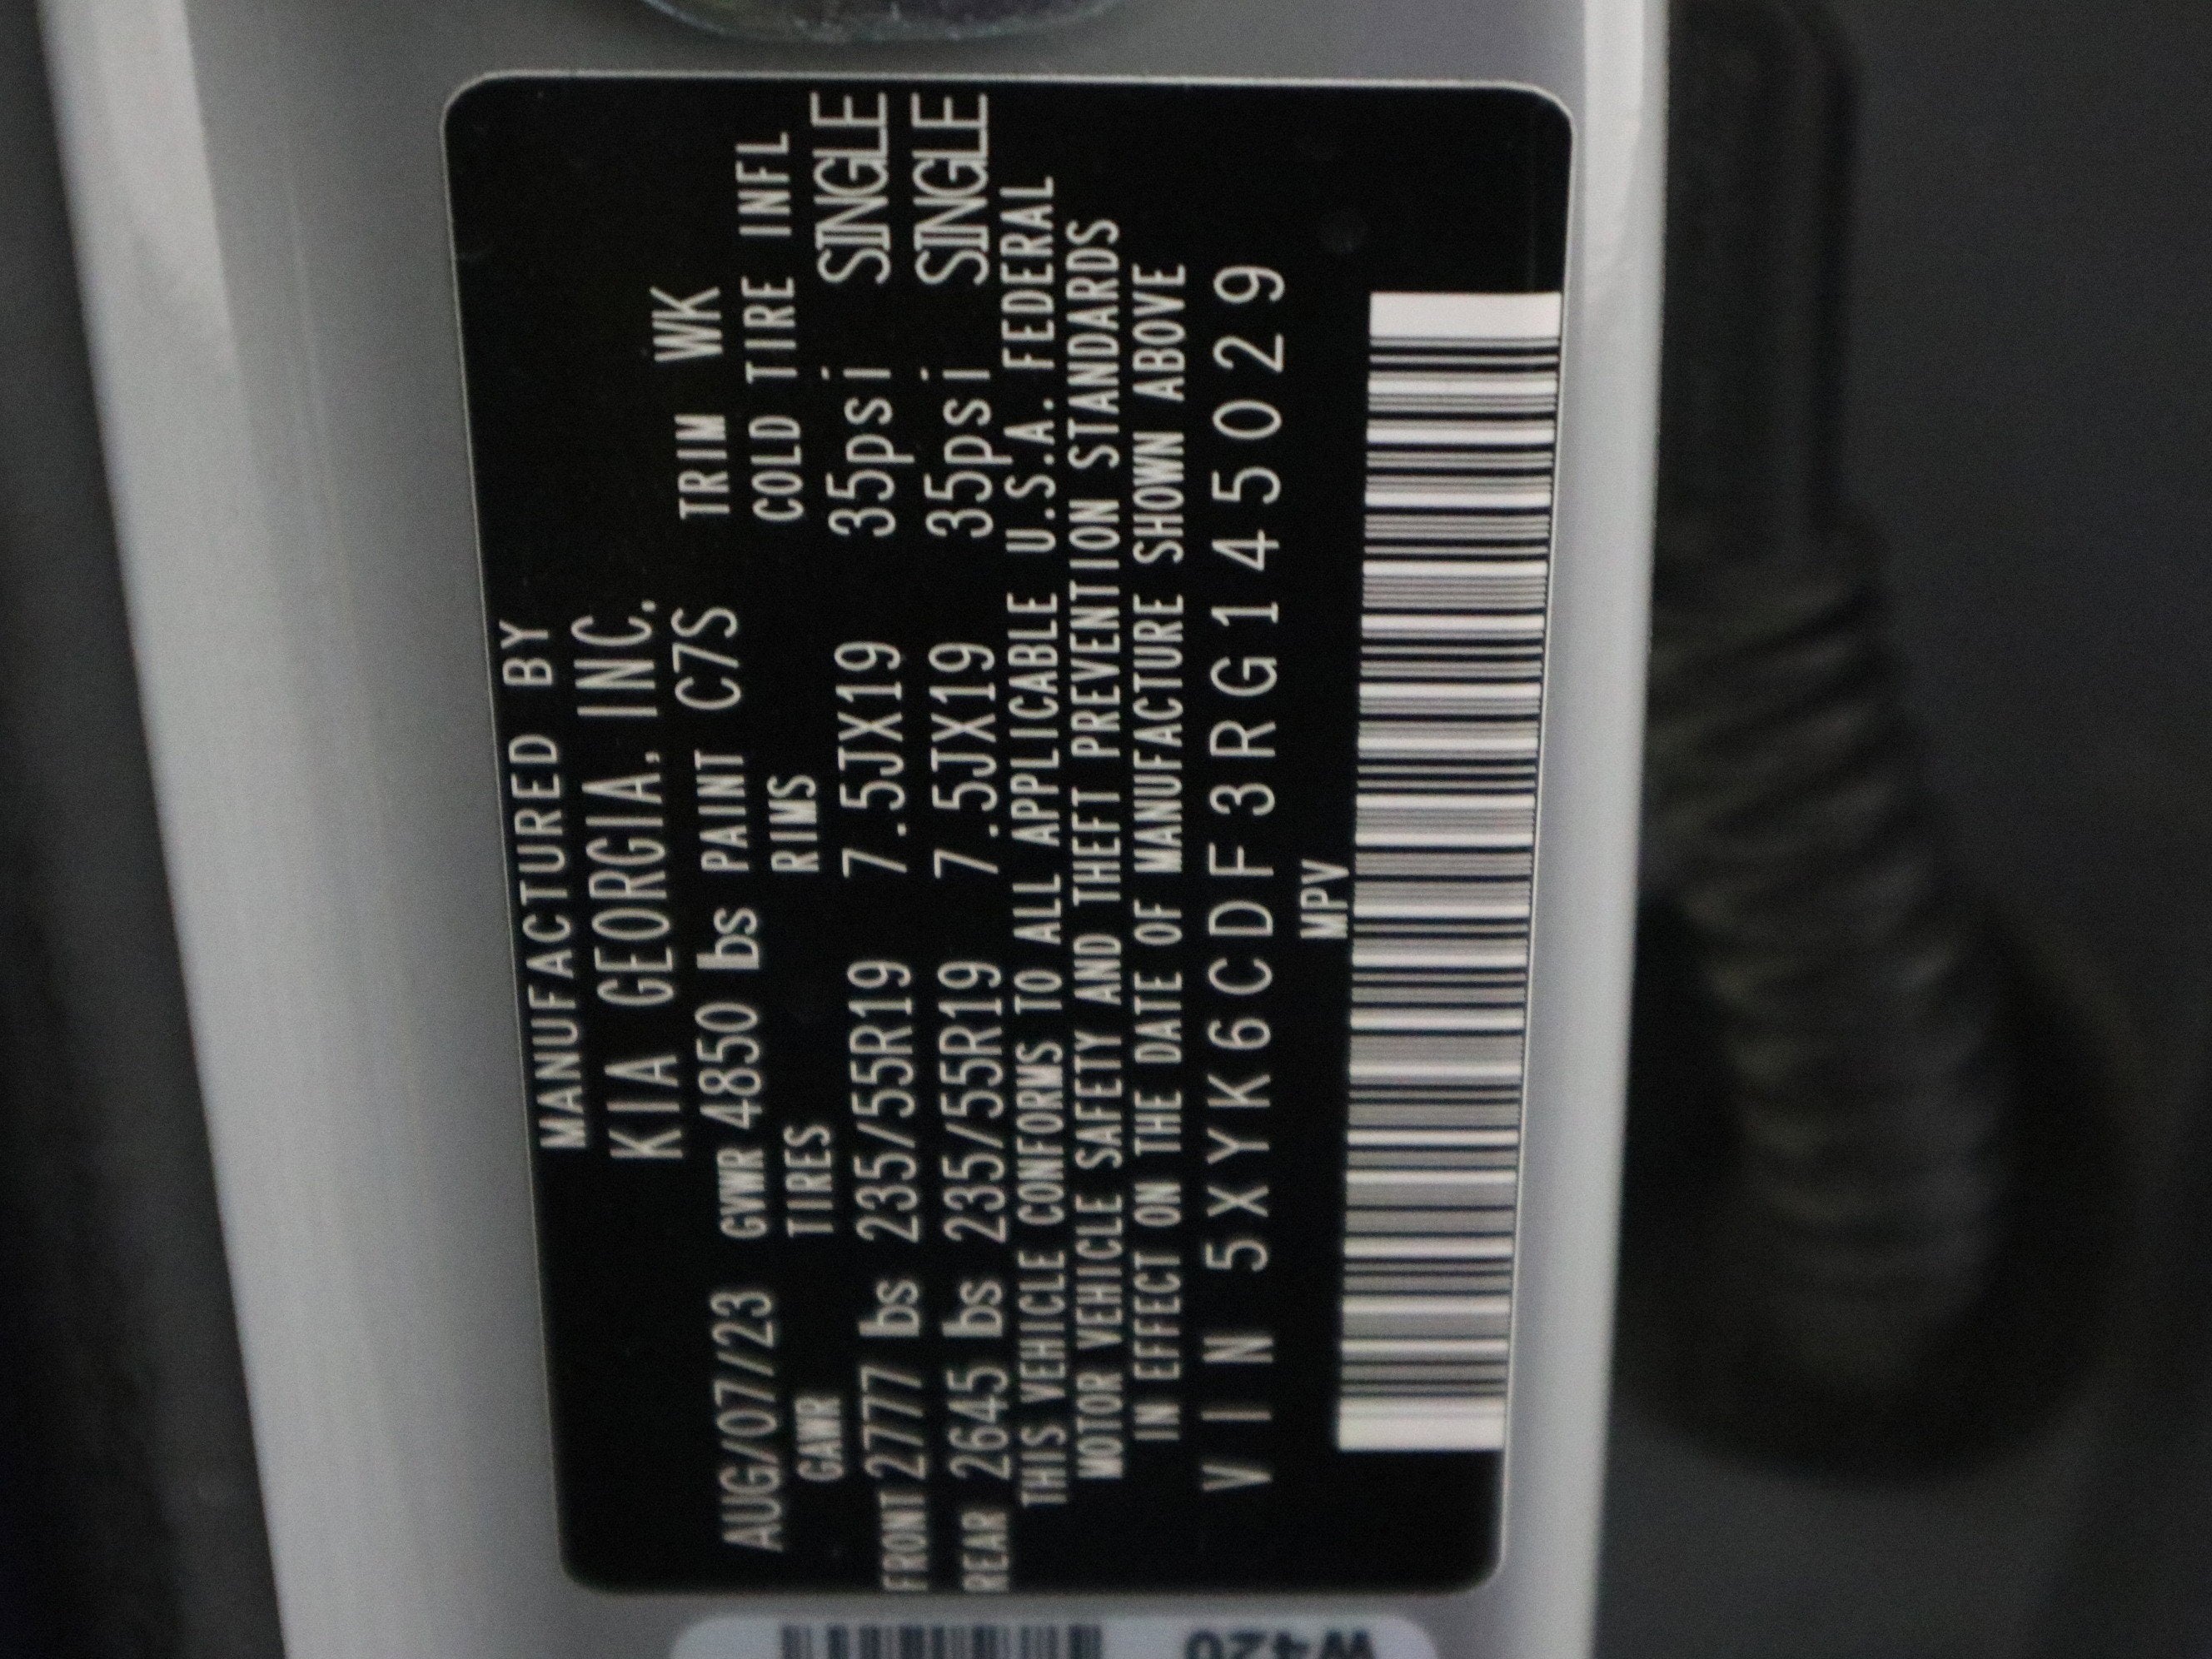 MANUFACTURED BY
KIA GEORGIA, INC.
AUG/07/23 GVWR 4850 lbs PAINT C7S TRIM WK
GAWR TIRES RIMS COLD TIRE INFL
FRONT 2777 lbs 235/55R19 7.5JX19 35psi SINGLE
REAR 2645 lbs 235/55R19 7.5JX19 35psi SINGLE
THIS VEHICLE CONFORMS TO ALL APPLICABLE U.S.A. FEDERAL
MOTOR VEHICLE SAFETY AND THEFT PREVENTION STANDARDS
IN EFFECT ON THE DATE OF MANUFACTURE SHOWN ABOVE
VIN 5XYK6CDF3RG145029
MPV
W420